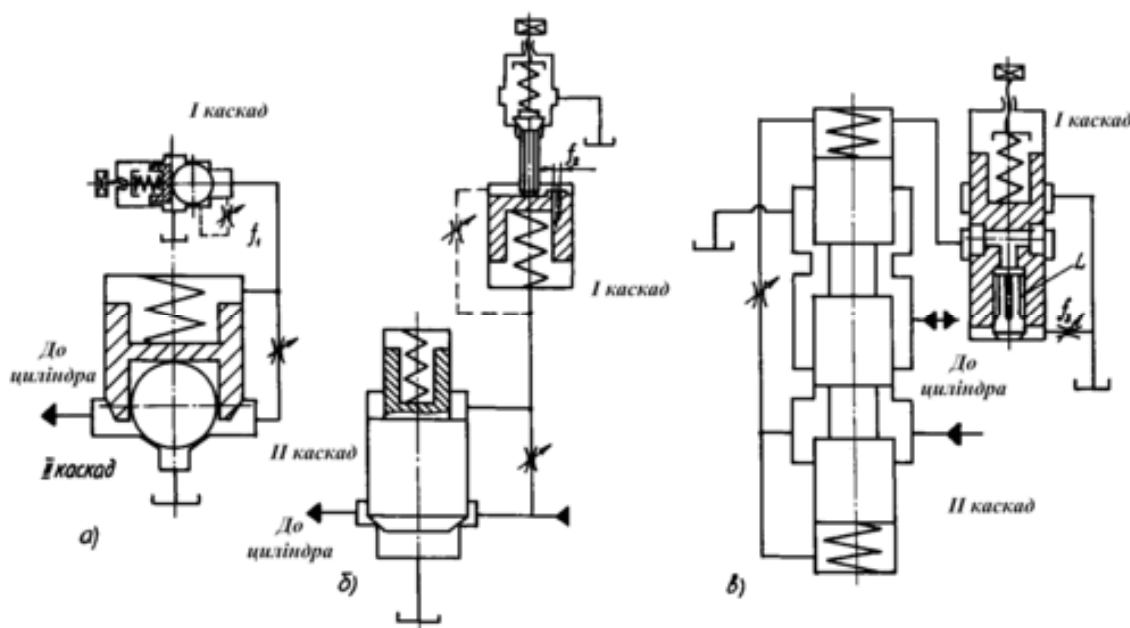 I каскад
f₁
До
циліндра
II каскад
а)
f₂
I каскад
II каскад
До
циліндра
б)
I каскад
L
f₃
До
циліндра
II каскад
в)